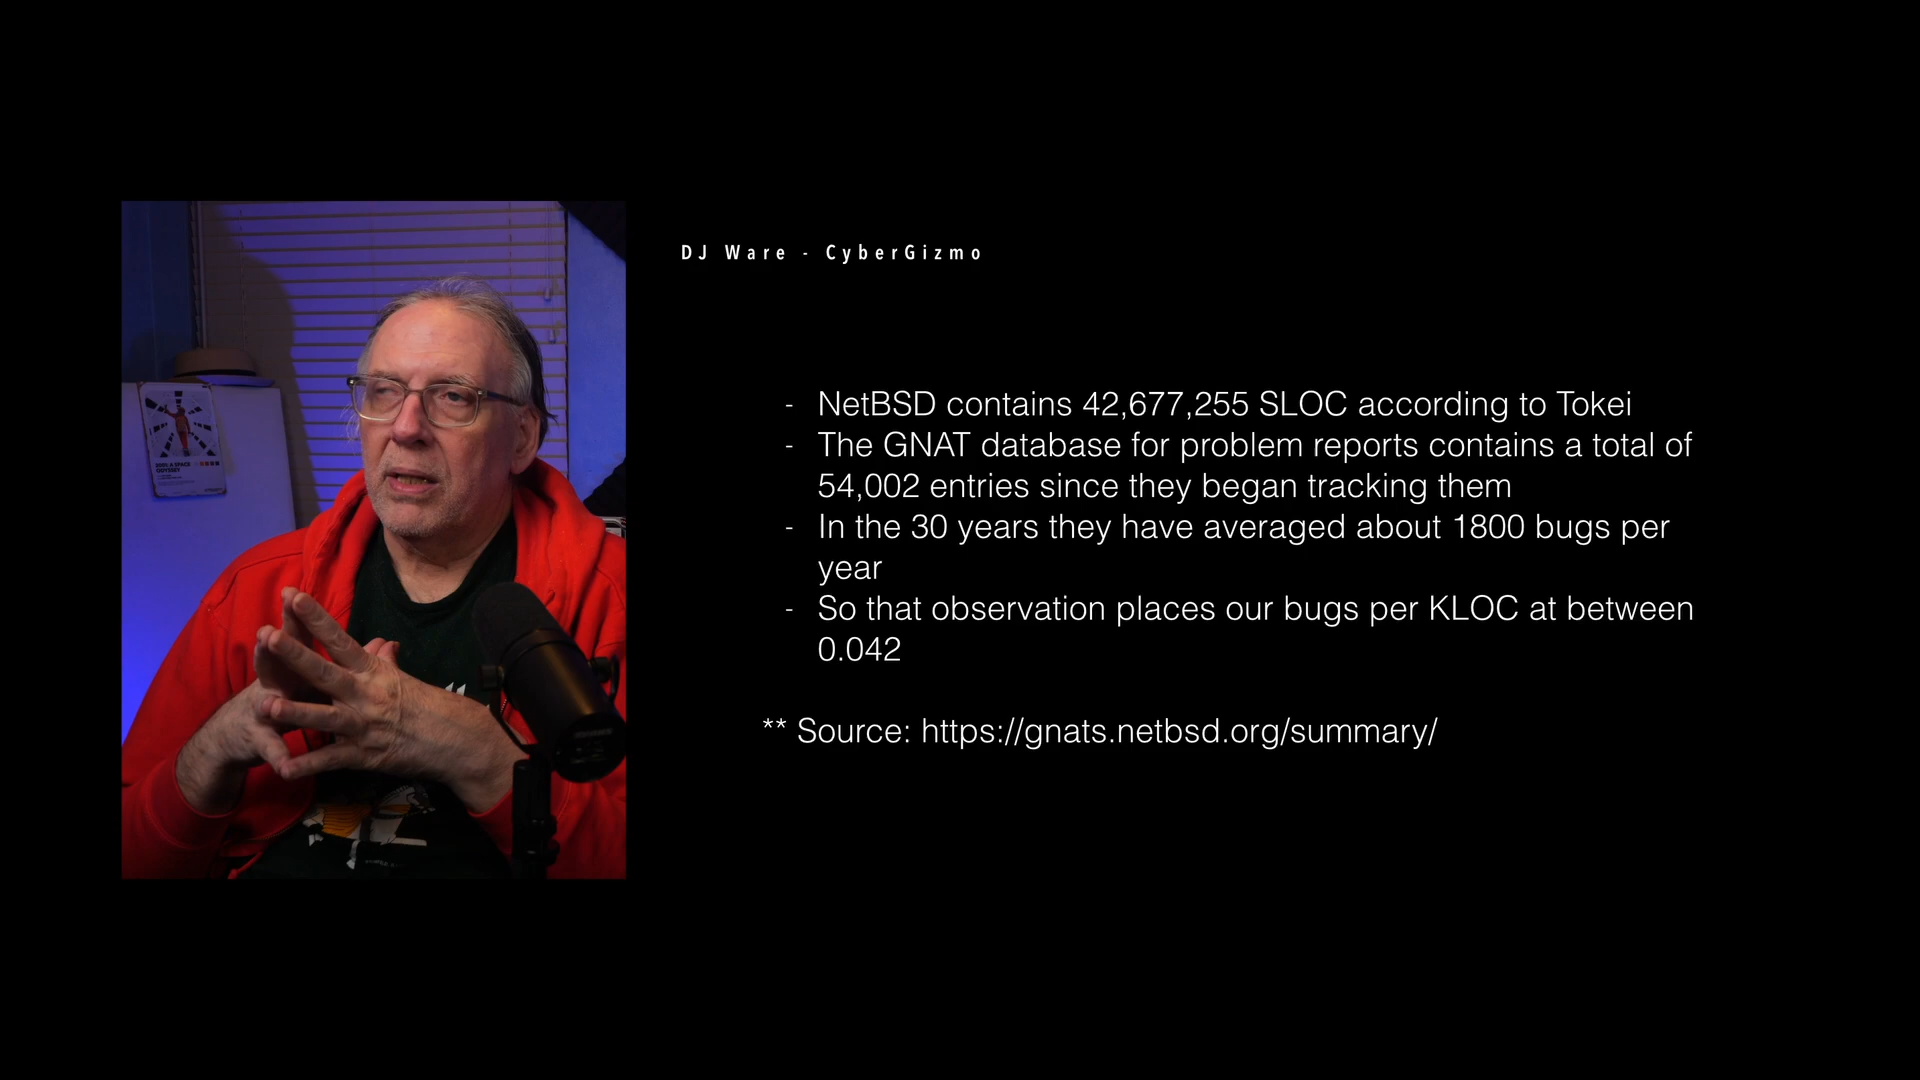 DJ Ware - CyberGizmo
- NetBSD contains 42,677,255 SLOC according to Tokei
- The GNAT database for problem reports contains a total of
54,002 entries since they began tracking them
- In the 30 years they have averaged about 1800 bugs per
year
- So that observation places our bugs per KLOC at between
0.042
** Source: https://gnats.netbsd.org/summary/
2001: A SPACE
ODYSSEY